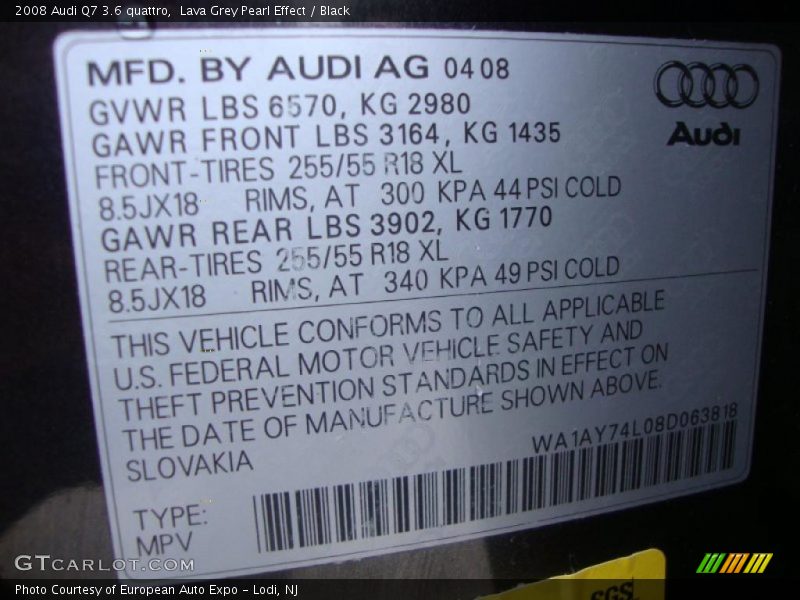 2008 Audi Q7 3.6 quattro,  Lava Grey Pearl Effect / Black
MFD. BY AUDI AG 04 08
GVWR LBS 6570, KG 2980
GAWR FRONT LBS 3164, KG 1435
FRONT-TIRES 255/55 R18 XL
8.5JX18 RIMS, AT 300 KPA 44 PSI COLD
GAWR REAR LBS 3902, KG 1770
REAR-TIRES 255/55 R18 XL
8.5JX18 RIMS, AT 340 KPA 49 PSI COLD
Audi
THIS VEHICLE CONFORMS TO ALL APPLICABLE
U.S. FEDERAL MOTOR VEHICLE SAFETY AND
THEFT PREVENTION STANDARDS IN EFFECT ON
THE DATE OF MANUFACTURE SHOWN ABOVE.
SLOVAKIA
WA1AY74L08D063818
TYPE:
MPV
SGS
GTCARLOT.COM
Photo Courtesy of European Auto Expo - Lodi, NJ